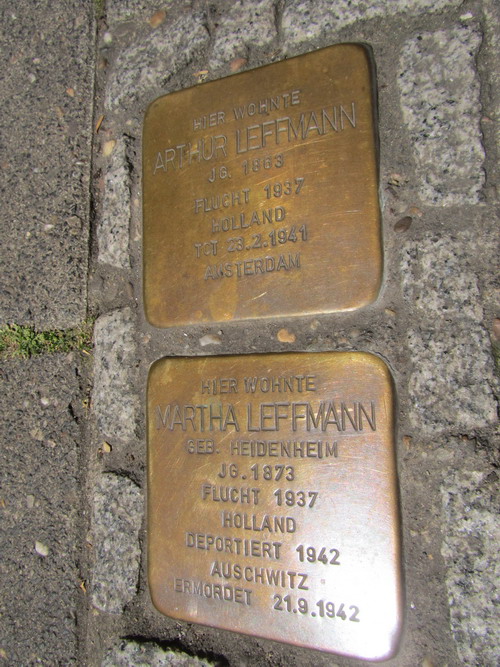 HIER WOHNTE
ARTHUR LEFFMANN
JG. 1863
FLUCHT 1937
HOLLAND
TOT 23.2.1941
AMSTERDAM
HIER WOHNTE
MARTHA LEFFMANN
GEB. HEIDENHEIM
JG. 1873
FLUCHT 1937
HOLLAND
DEPORTIERT 1942
AUSCHWITZ
ERMORDET 21.9.1942